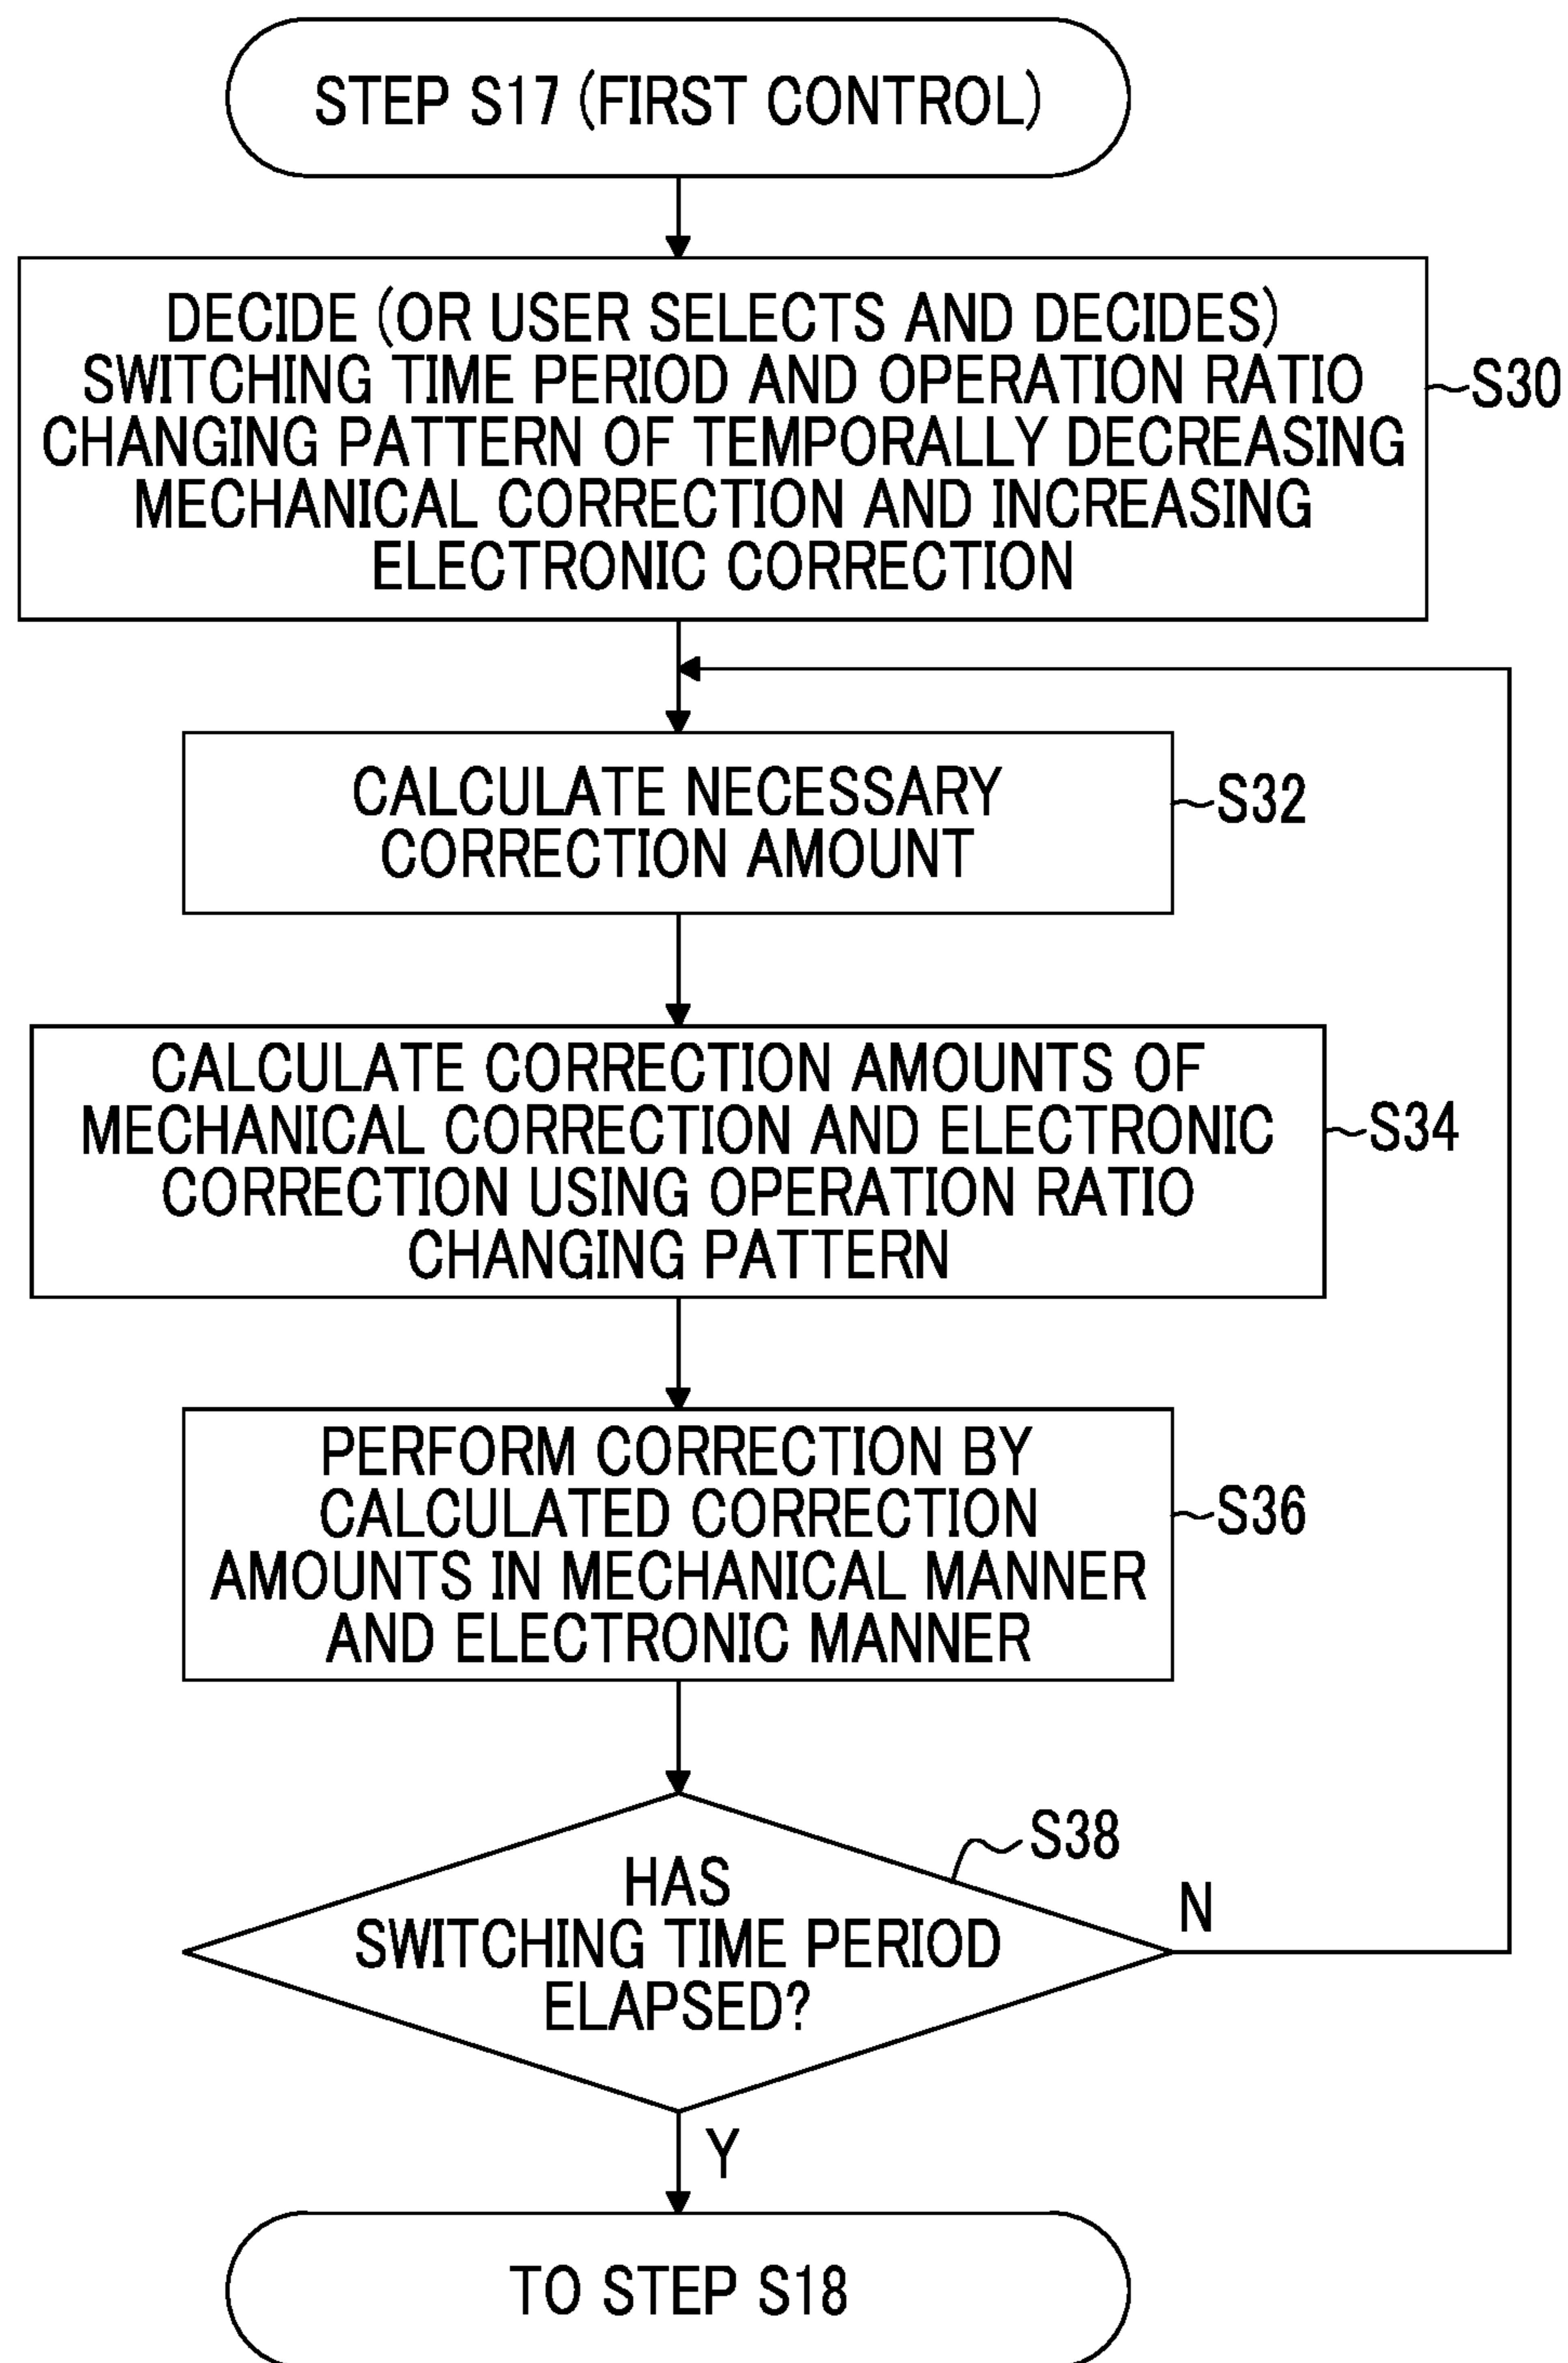 STEP S17 (FIRST CONTROL)
DECIDE (OR USER SELECTS AND DECIDES)
SWITCHING TIME PERIOD AND OPERATION RATIO
CHANGING PATTERN OF TEMPORALLY DECREASING
MECHANICAL CORRECTION AND INCREASING
ELECTRONIC CORRECTION
S30
CALCULATE NECESSARY
CORRECTION AMOUNT
S32
CALCULATE CORRECTION AMOUNTS OF
MECHANICAL CORRECTION AND ELECTRONIC
CORRECTION USING OPERATION RATIO
CHANGING PATTERN
S34
PERFORM CORRECTION BY
CALCULATED CORRECTION
AMOUNTS IN MECHANICAL MANNER
AND ELECTRONIC MANNER
S36
HAS
SWITCHING TIME PERIOD
ELAPSED?
S38
N
Y
TO STEP S18